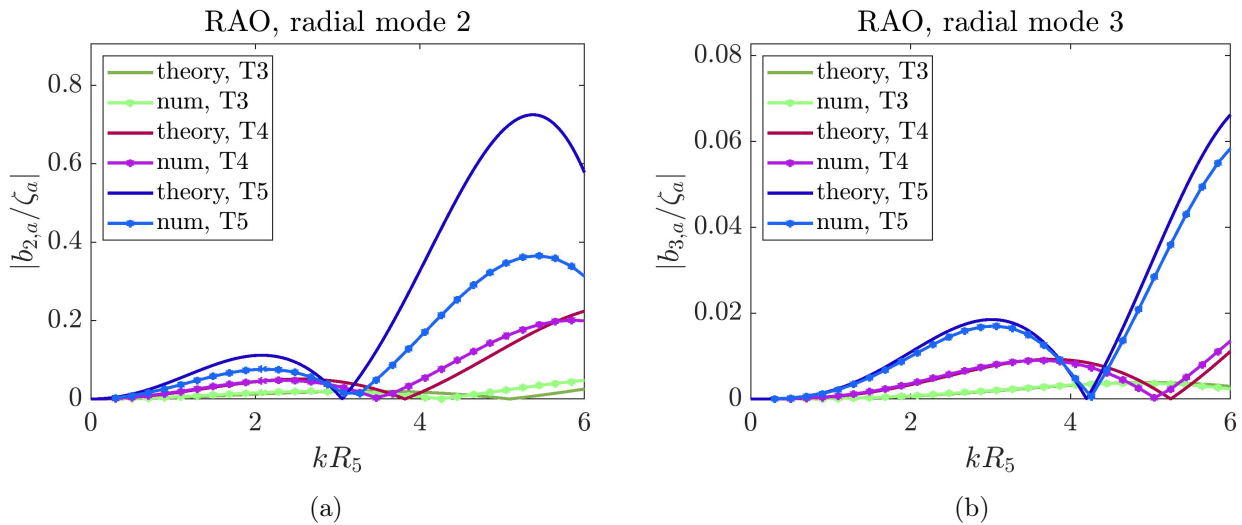 RAO, radial mode 2
0.8
0.6
0.4
0.2
0
0 2 4 6
|b₂,ₐ/ζₐ|
kR₅
theory, T3
num, T3
theory, T4
num, T4
theory, T5
num, T5
(a)
RAO, radial mode 3
0.08
0.06
0.04
0.02
0
0 2 4 6
|b₃,ₐ/ζₐ|
kR₅
theory, T3
num, T3
theory, T4
num, T4
theory, T5
num, T5
(b)